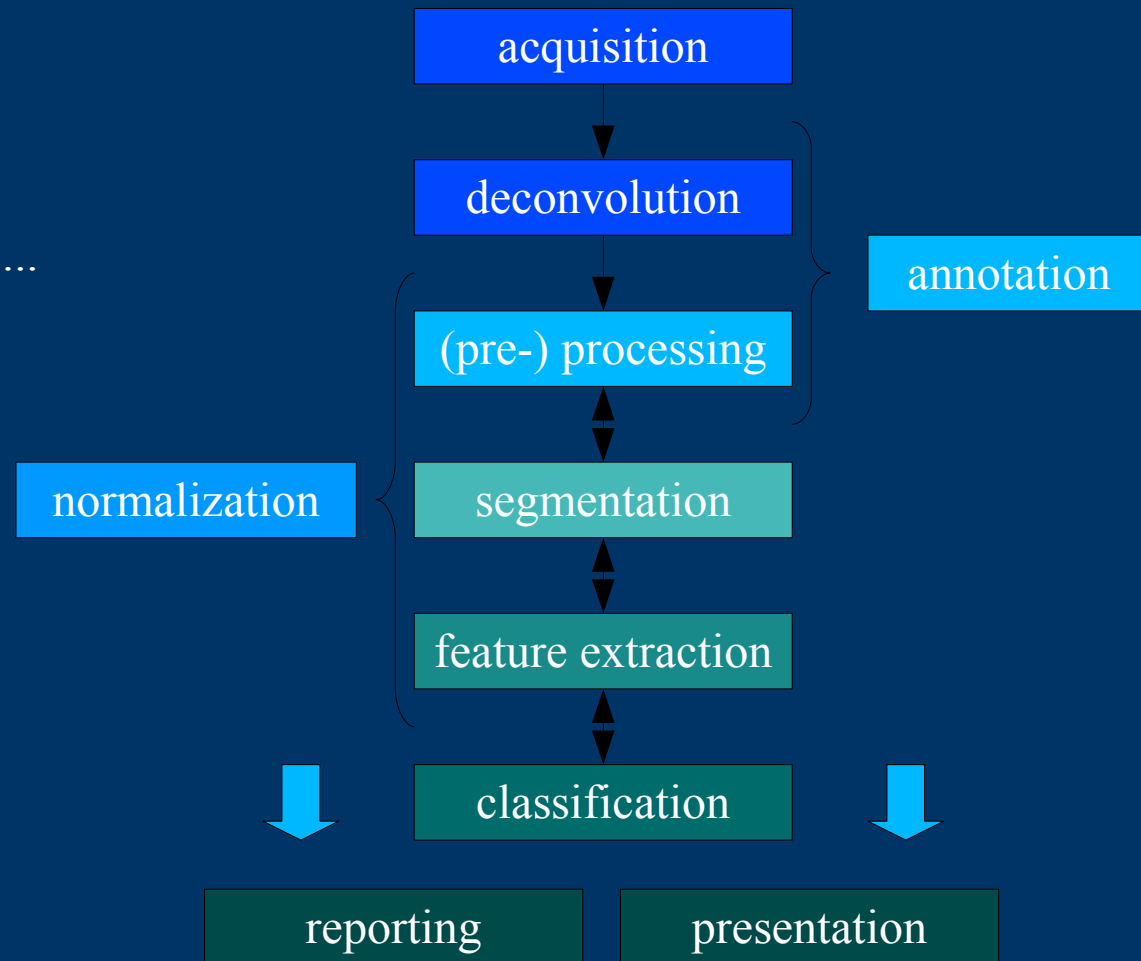 acquisition
deconvolution
...
annotation
(pre-) processing
normalization
segmentation
feature extraction
classification
reporting
presentation